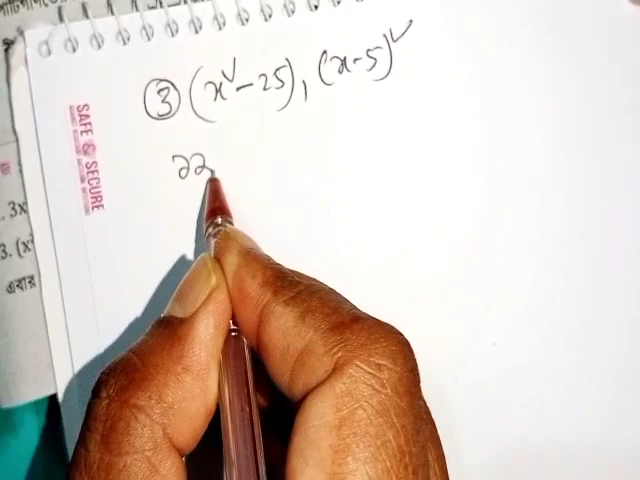 ③ (x² - 25), (x - 5)²
SAFE & SECURE
. 3x
3. (x²
এবার